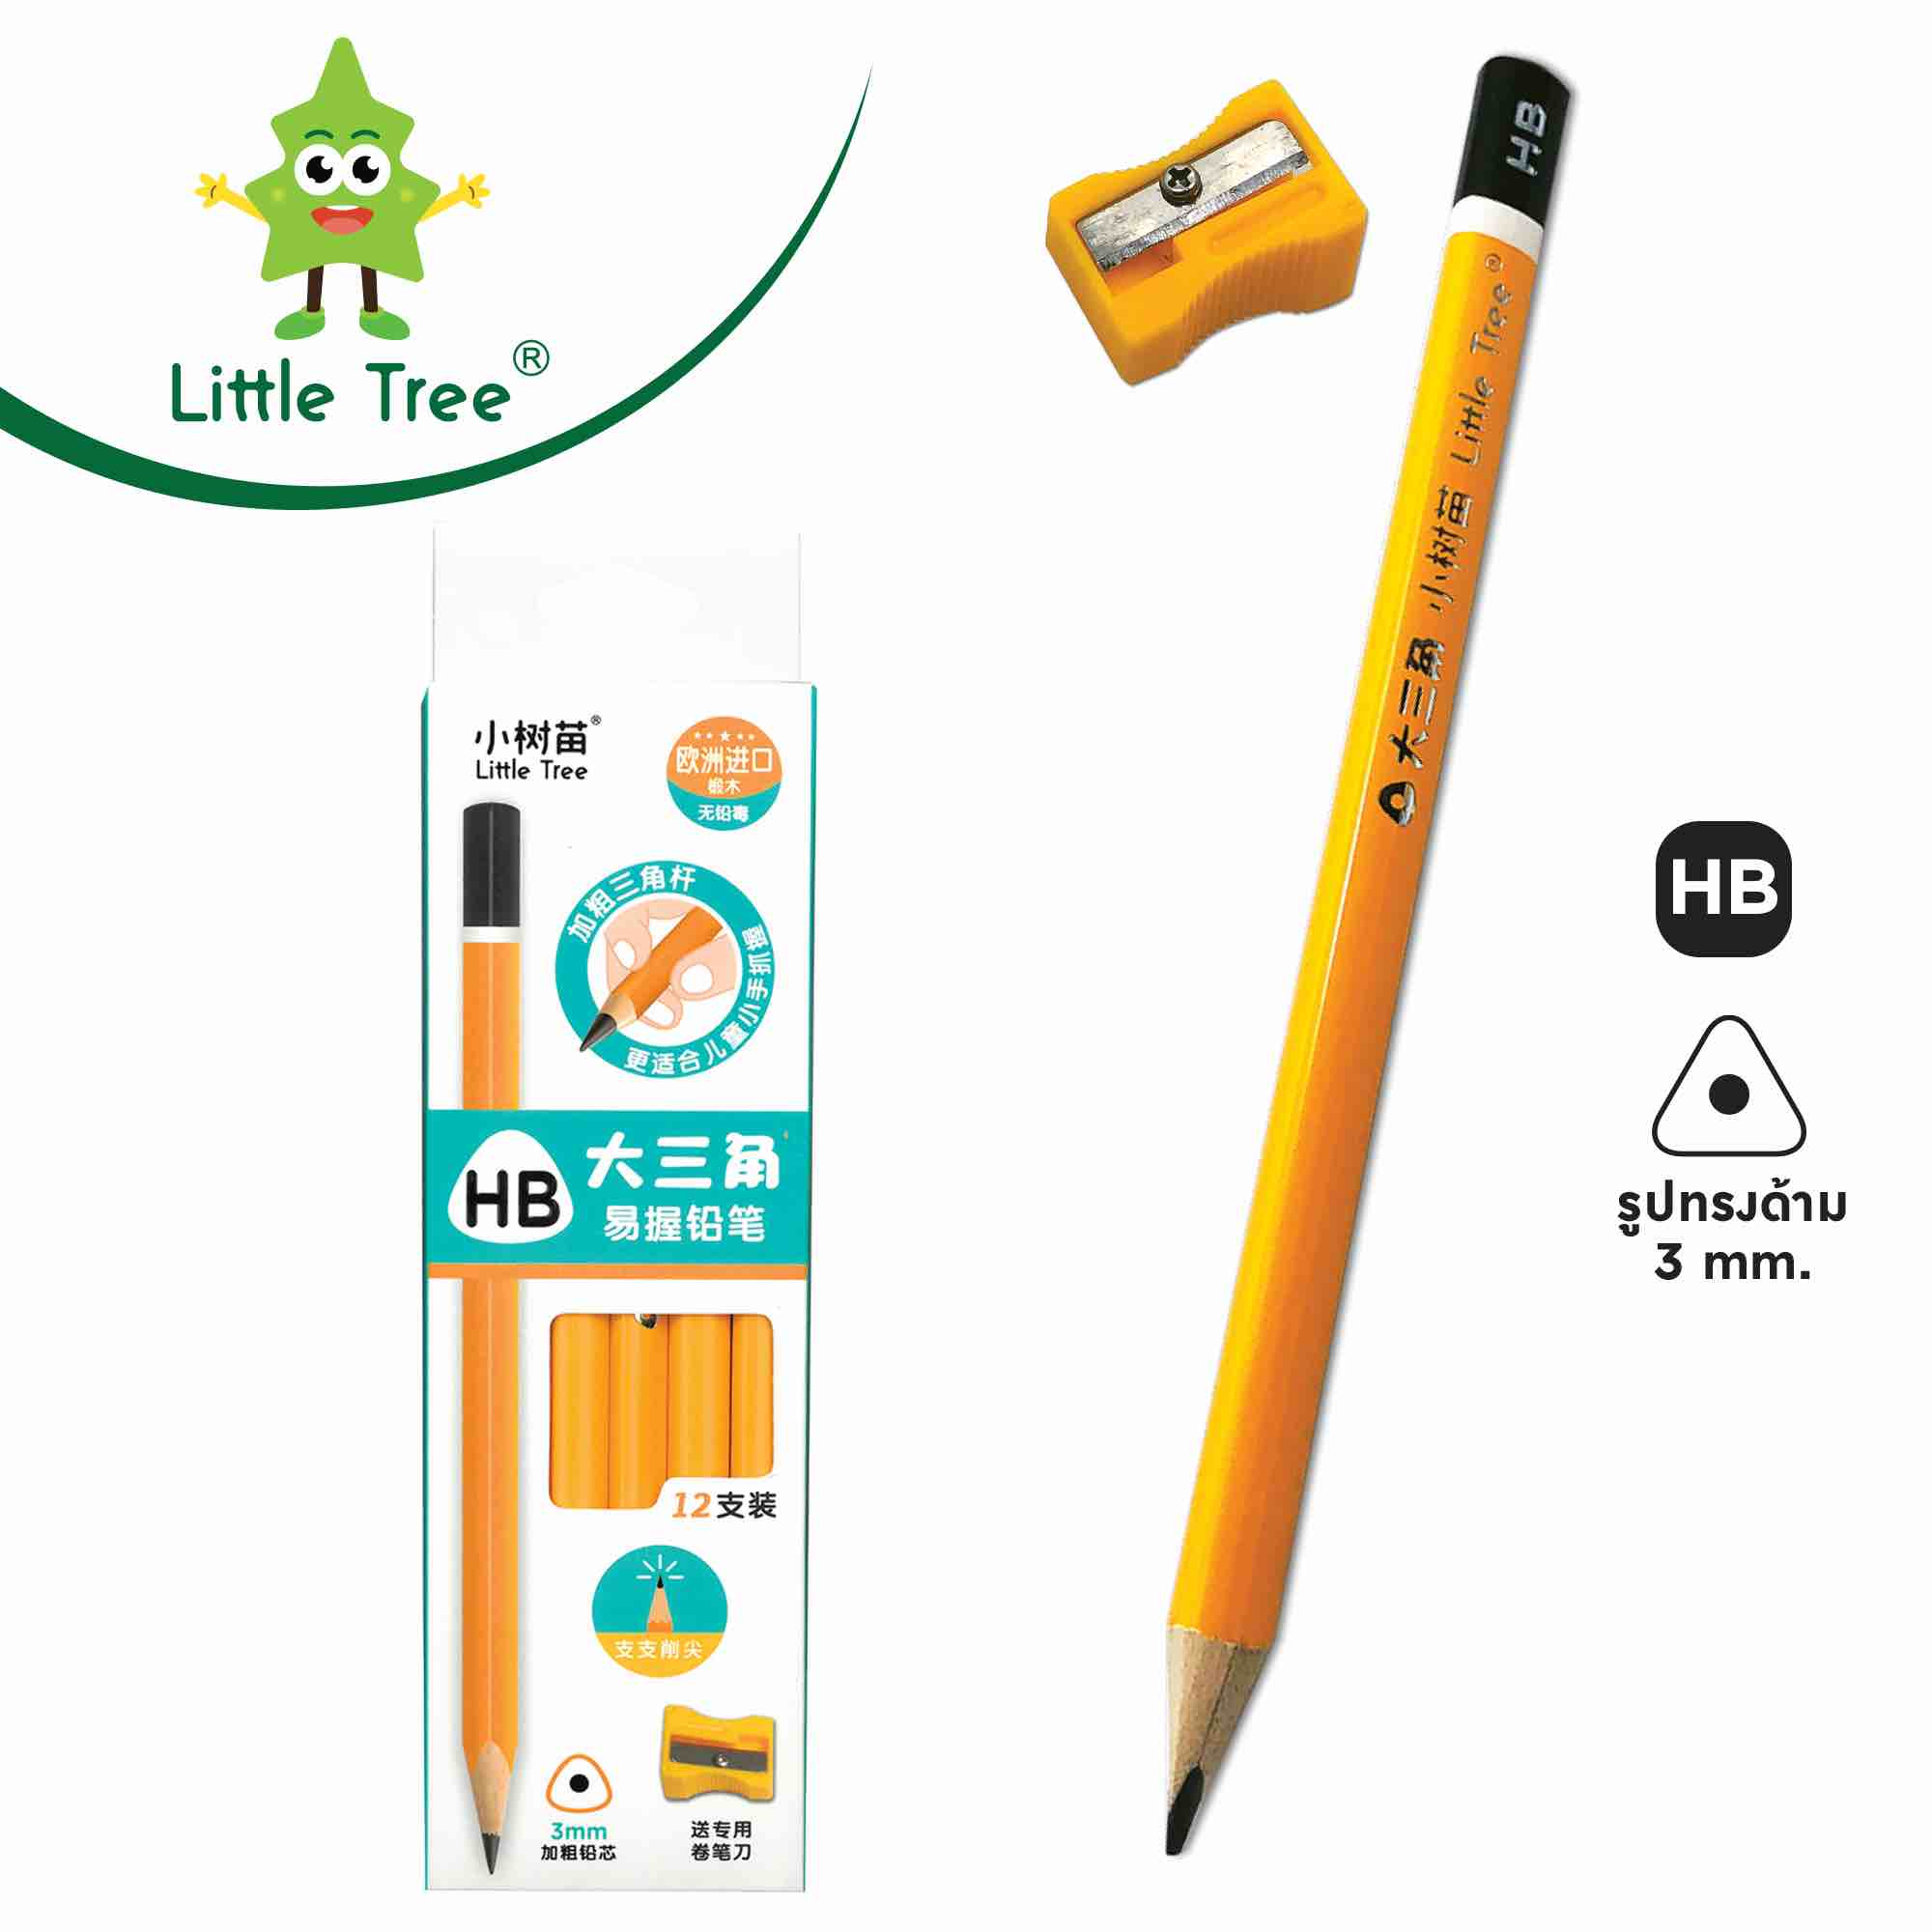 Little Tree®
HB
Little Tree®
小树苗
大三角
小树苗®
Little Tree
欧洲进口
椴木
无铅毒
加粗三角杆
更适合儿童小手抓握
HB
大三角
易握铅笔
12支装
支支削尖
3mm
加粗铅芯
送专用
卷笔刀
HB
รูปทรงด้าม
3 mm.